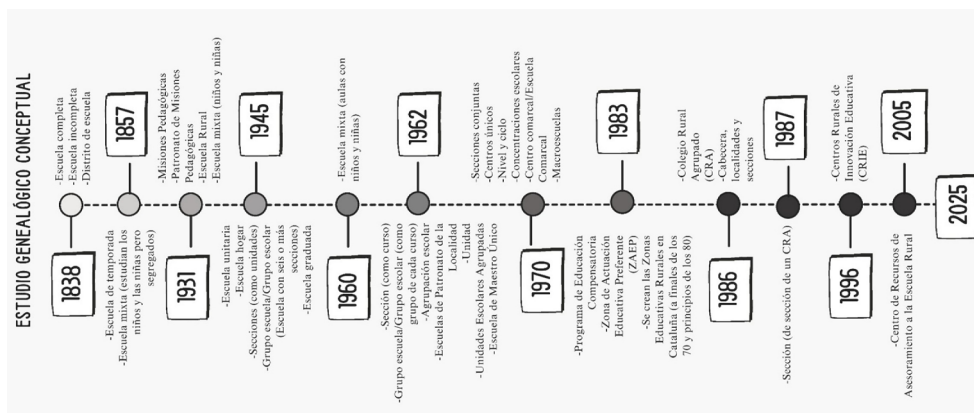 ESTUDIO GENEALÓGICO CONCEPTUAL
1838
-Escuela completa
-Escuela incompleta
-Distrito de escuela
1857
-Escuela de temporada
-Escuela mixta (estudian los
niños y las niñas pero
segregados)
1931
-Misiones Pedagógicas
-Patronato de Misiones
Pedagógicas
-Escuela Rural
-Escuela mixta (niños y niñas)
1945
-Escuela unitaria
-Escuela hogar
-Secciones (como unidades)
-Grupo escuela/Grupo escolar
(Escuela con seis o más
secciones)
-Escuela graduada
1960
-Escuela mixta (aulas con
niños y niñas)
1962
-Sección (como curso)
-Grupo escuela/Grupo escolar (como
grupo de cada curso)
-Agrupación escolar
-Escuelas de Patronato de la
Localidad
-Unidad
-Unidades Escolares Agrupadas
-Escuela de Maestro Único
1970
-Secciones conjuntas
-Centros únicos
-Nivel y ciclo
-Concentraciones escolares
-Centro comarcal/Escuela
Comarcal
-Macroescuelas
1983
-Programa de Educación
Compensatoria
-Zona de Actuación
Educativa Preferente
(ZAEP)
-Se crean las Zonas
Educativas Rurales en
Cataluña (a finales de los
70 y principios de los 80)
1986
-Colegio Rural
Agrupado
(CRA)
-Cabecera,
localidades y
secciones
1987
-Sección (de sección de un CRA)
1996
-Centros Rurales de
Innovación Educativa
(CRIE)
2005
-Centro de Recursos de
Asesoramiento a la Escuela Rural
2025